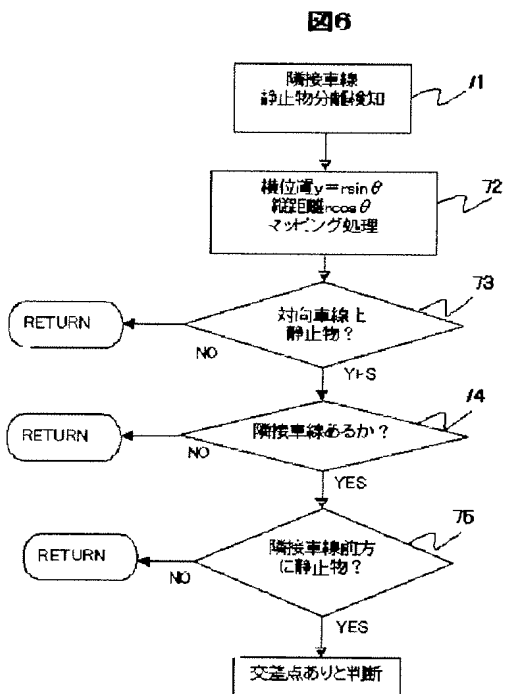 図6
隣接車線
静止物分離検知
71
横位置y=rsinθ
縦距離rcosθ
マッピング処理
72
対向車線上
静止物?
73
RETURN
NO
YES
隣接車線あるか?
74
RETURN
NO
YES
隣接車線前方
に静止物?
75
RETURN
NO
YES
交差点ありと判断